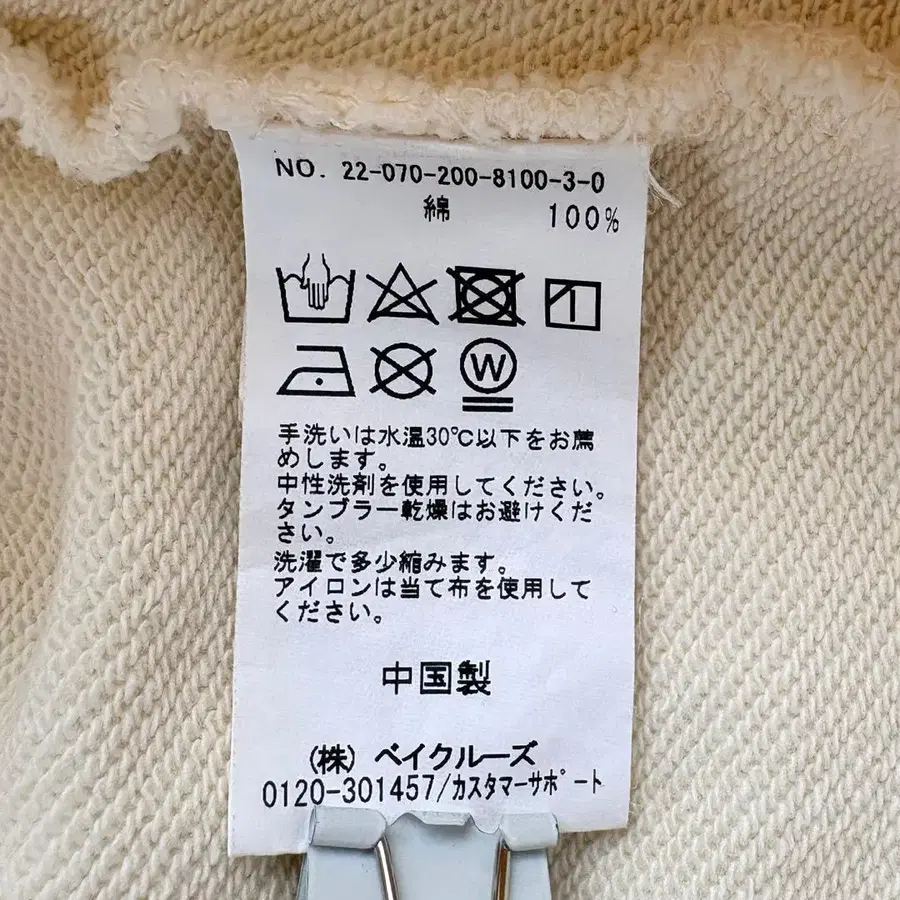 NO. 22-070-200-8100-3-0
綿 100%
W
手洗いは水温30℃以下をお薦
めします。
中性洗剤を使用してください。
タンブラー乾燥はお避けくだ
さい。
洗濯で多少縮みます。
アイロンは当て布を使用して
ください。
中国製
(株) ベイクルーズ
0120-301457/カスタマーサポート